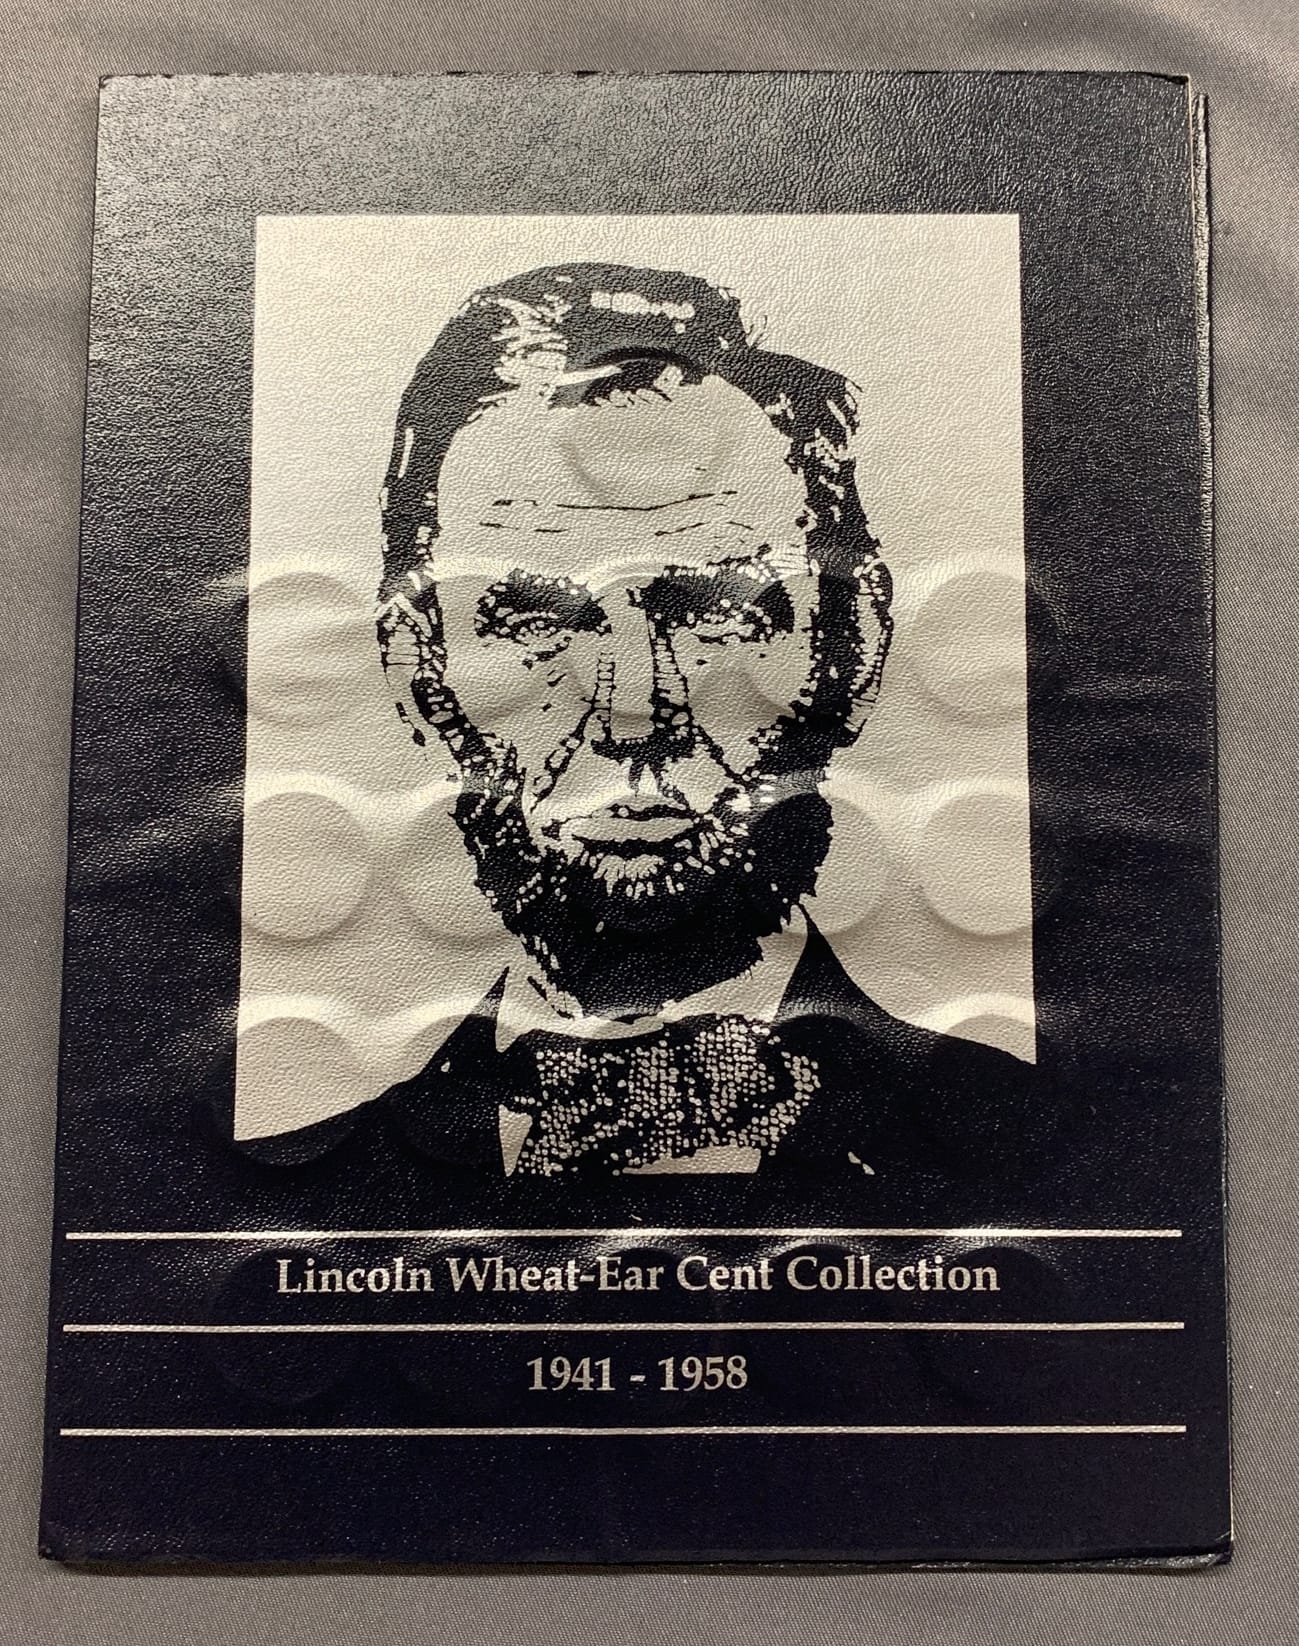 Lincoln Wheat-Ear Cent Collection
1941 - 1958